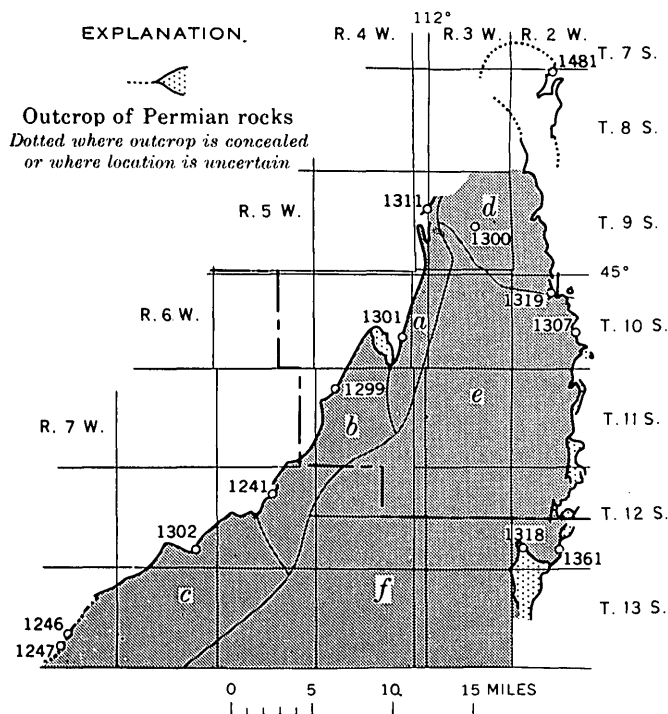 EXPLANATION
Outcrop of Permian rocks
Dotted where outcrop is concealed
or where location is uncertain
112°
R. 4 W.
R. 3 W.
R. 2 W.
T. 7 S.
1481
T. 8 S.
R. 5 W.
1311
d
1300
T. 9 S.
45°
1319
R. 6 W.
1301
a
1307
T. 10 S.
1299
R. 7 W.
b
e
T. 11 S.
1241
T. 12 S.
1302
1318
1361
c
f
T. 13 S.
1246
1247
0 5 10 15 MILES